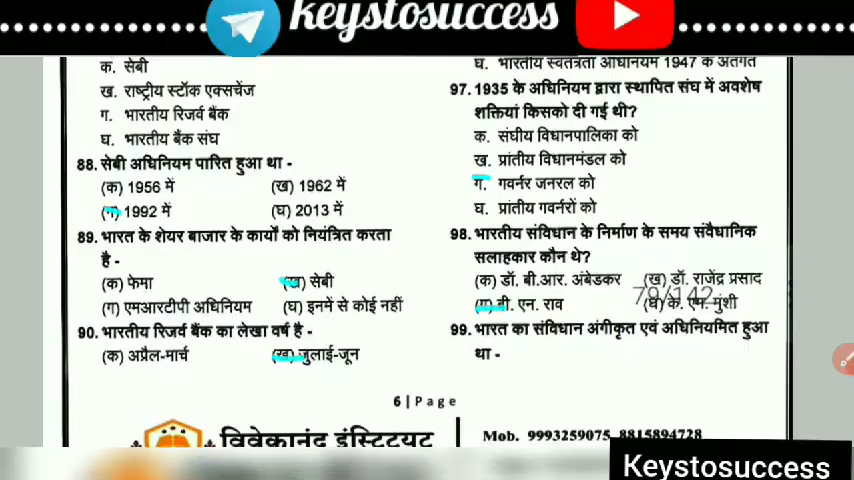 keystosuccess
क. सेबी
ख. राष्ट्रीय स्टॉक एक्सचेंज
ग. भारतीय रिजर्व बैंक
घ. भारतीय बैंक संघ
88. सेबी अधिनियम पारित हुआ था -
(क) 1956 में (ख) 1962 में
(ग) 1992 में (घ) 2013 में
89. भारत के शेयर बाजार के कार्यों को नियंत्रित करता
है -
(क) फेमा (ख) सेबी
(ग) एमआरटीपी अधिनियम (घ) इनमें से कोई नहीं
90. भारतीय रिजर्व बैंक का लेखा वर्ष है -
(क) अप्रैल-मार्च (ख) जुलाई-जून
घ. भारतीय स्वतंत्रता अधिनियम 1947 के अंतर्गत
97. 1935 के अधिनियम द्वारा स्थापित संघ में अवशेष
शक्तियां किसको दी गई थी?
क. संघीय विधानपालिका को
ख. प्रांतीय विधानमंडल को
ग. गवर्नर जनरल को
घ. प्रांतीय गवर्नरों को
98. भारतीय संविधान के निर्माण के समय संवैधानिक
सलाहकार कौन थे?
(क) डॉ. बी.आर. अंबेडकर (ख) डॉ. राजेंद्र प्रसाद
(ग) बी. एन. राव (घ) के. एम. मुंशी
79/142
99. भारत का संविधान अंगीकृत एवं अधिनियमित हुआ
था -
6 | Page
विवेकानंद इंस्टिटयूट
Mob. 9993259075 8815894728
Keystosuccess